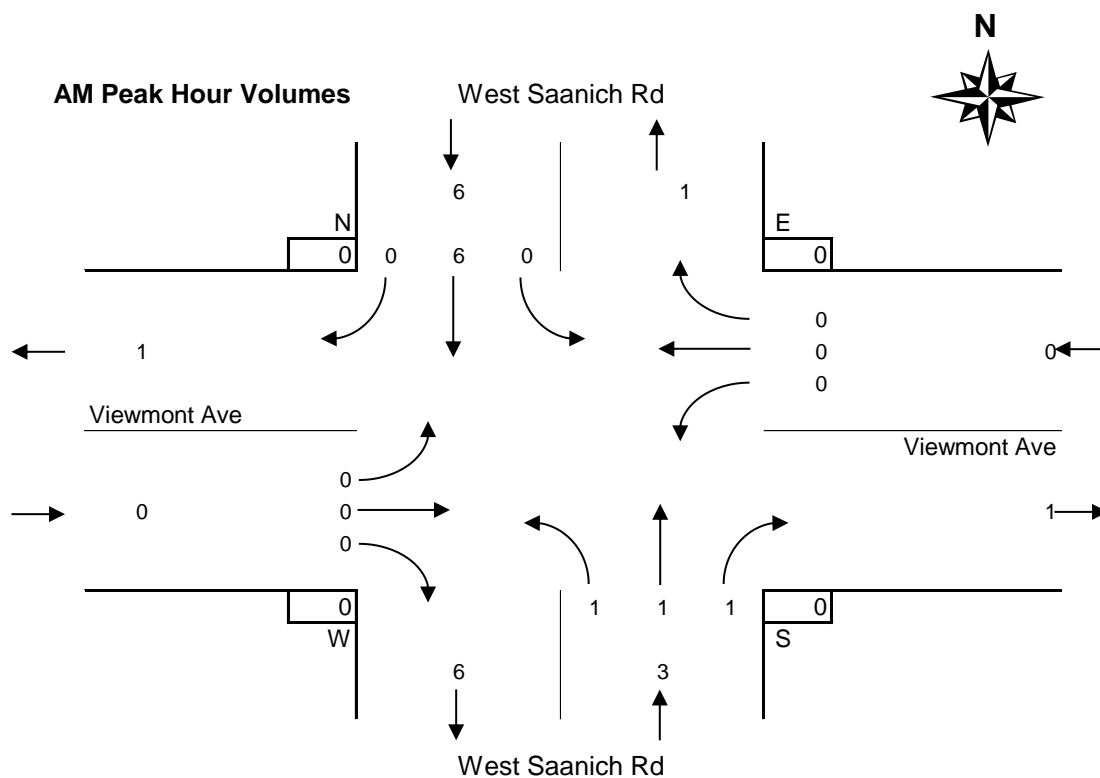 N
AM Peak Hour Volumes West Saanich Rd
6 1
N E
0 0 6 0 0
0
1 0 0
0
Viewmont Ave
Viewmont Ave
0
0 0 1
0
0 1 1 1 0
W S
6 3
West Saanich Rd